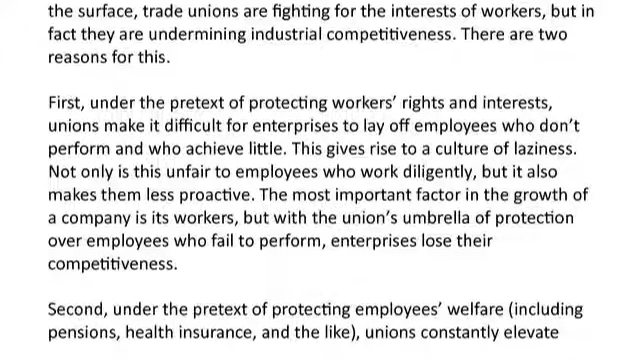 the surface, trade unions are fighting for the interests of workers, but in
fact they are undermining industrial competitiveness. There are two
reasons for this.
First, under the pretext of protecting workers’ rights and interests,
unions make it difficult for enterprises to lay off employees who don’t
perform and who achieve little. This gives rise to a culture of laziness.
Not only is this unfair to employees who work diligently, but it also
makes them less proactive. The most important factor in the growth of
a company is its workers, but with the union’s umbrella of protection
over employees who fail to perform, enterprises lose their
competitiveness.
Second, under the pretext of protecting employees’ welfare (including
pensions, health insurance, and the like), unions constantly elevate